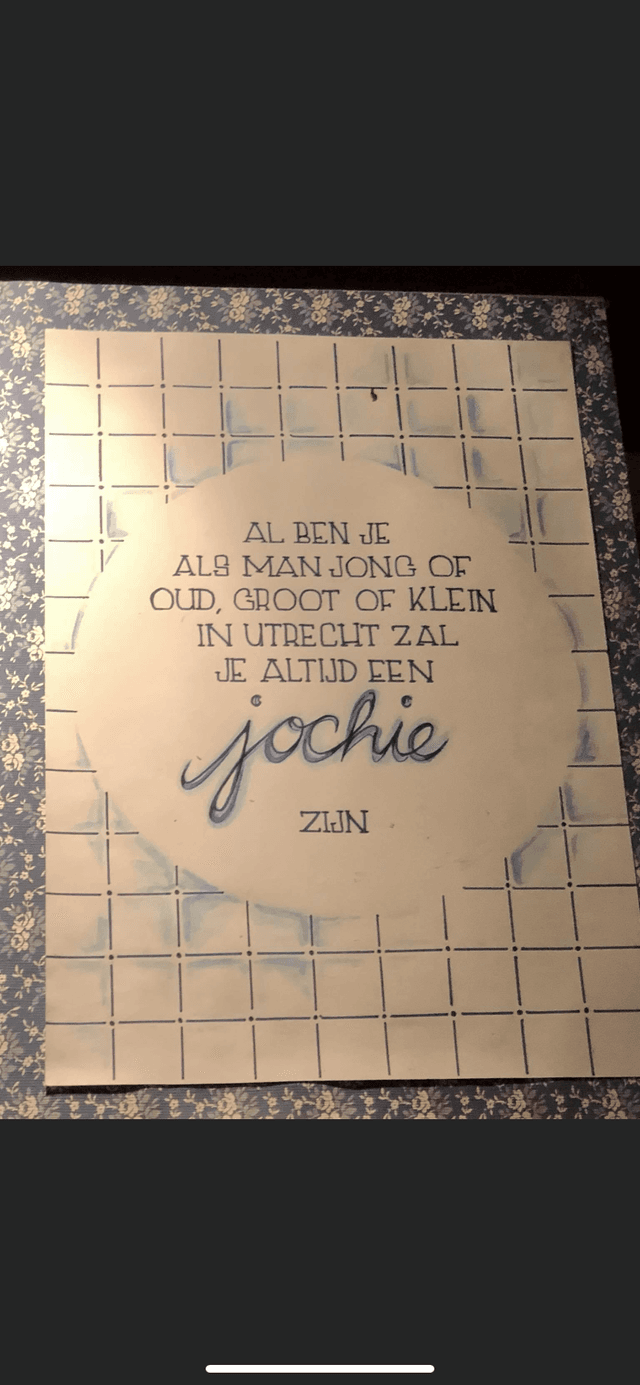 AL BEN JE
ALS MAN JONG OF
OUD, GROOT OF KLEIN
IN UTRECHT ZAL
JE ALTIJD EEN
jochie
ZIJN